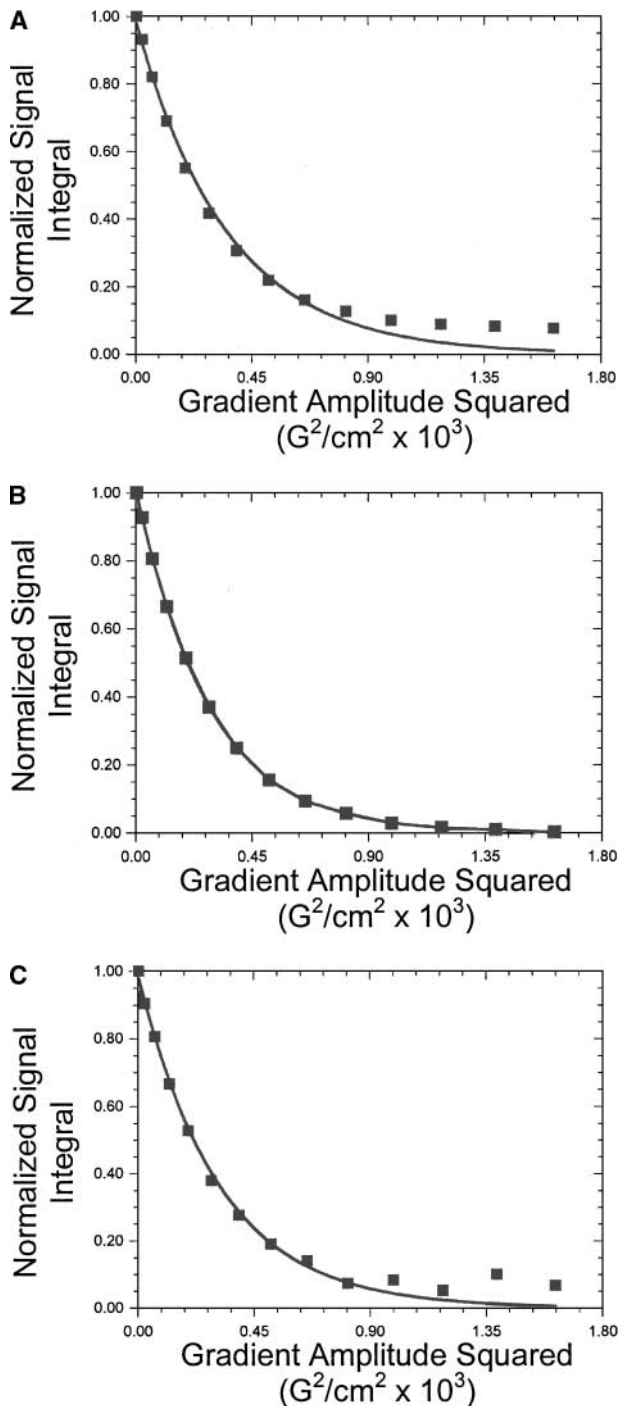 A
1.00
0.80
0.60
0.40
0.20
0.00
Normalized Signal
Integral
0.00 0.45 0.90 1.35 1.80
Gradient Amplitude Squared
(G²/cm² x 10³)
B
1.00
0.80
0.60
0.40
0.20
0.00
Normalized Signal
Integral
0.00 0.45 0.90 1.35 1.80
Gradient Amplitude Squared
(G²/cm² x 10³)
C
1.00
0.80
0.60
0.40
0.20
0.00
Normalized Signal
Integral
0.00 0.45 0.90 1.35 1.80
Gradient Amplitude Squared
(G²/cm² x 10³)